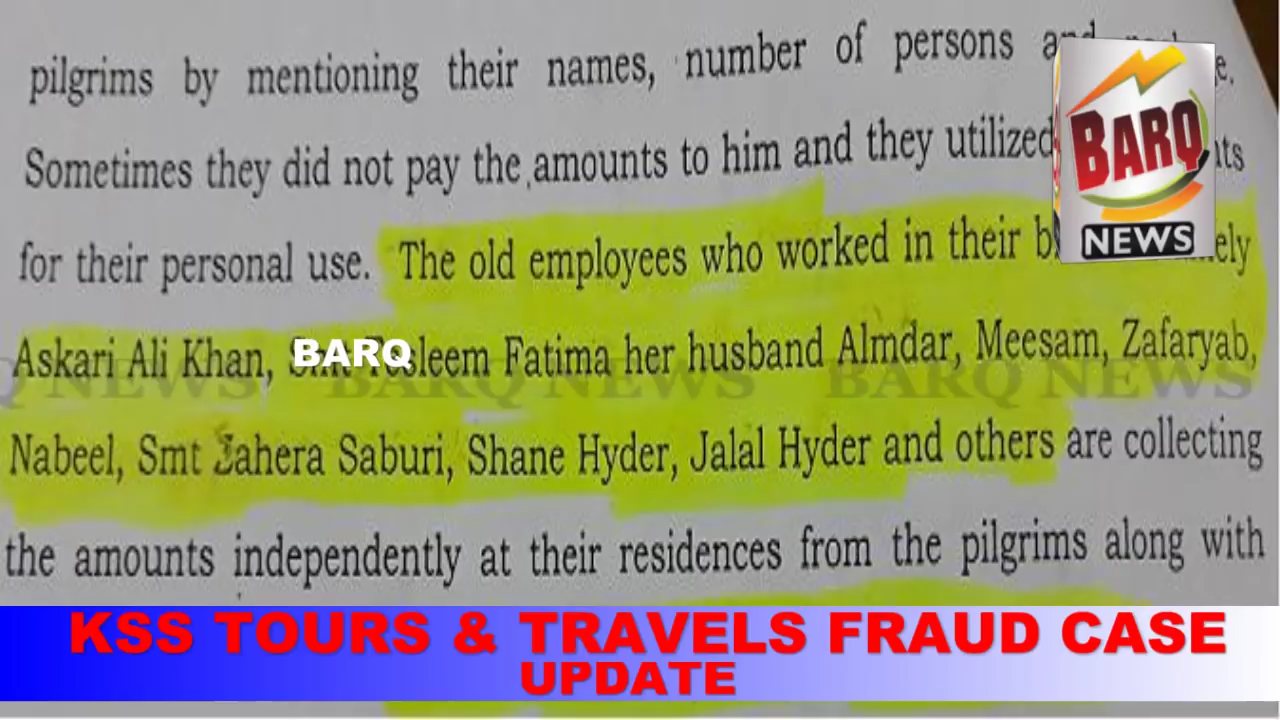 pilgrims by mentioning their names, number of persons and
Sometimes they did not pay the amounts to him and they utilized
for their personal use. The old employees who worked in their
Askari Ali Khan, Fatima her husband Almdar, Meesam, Zafaryab,
BARQ
Nabeel, Smt Zahera Saburi, Shane Hyder, Jalal Hyder and others are collecting
the amounts independently at their residences from the pilgrims along with
BARQ
NEWS
Q NEWS BARQ NEWS BARQ NEWS
KSS TOURS & TRAVELS FRAUD CASE
UPDATE